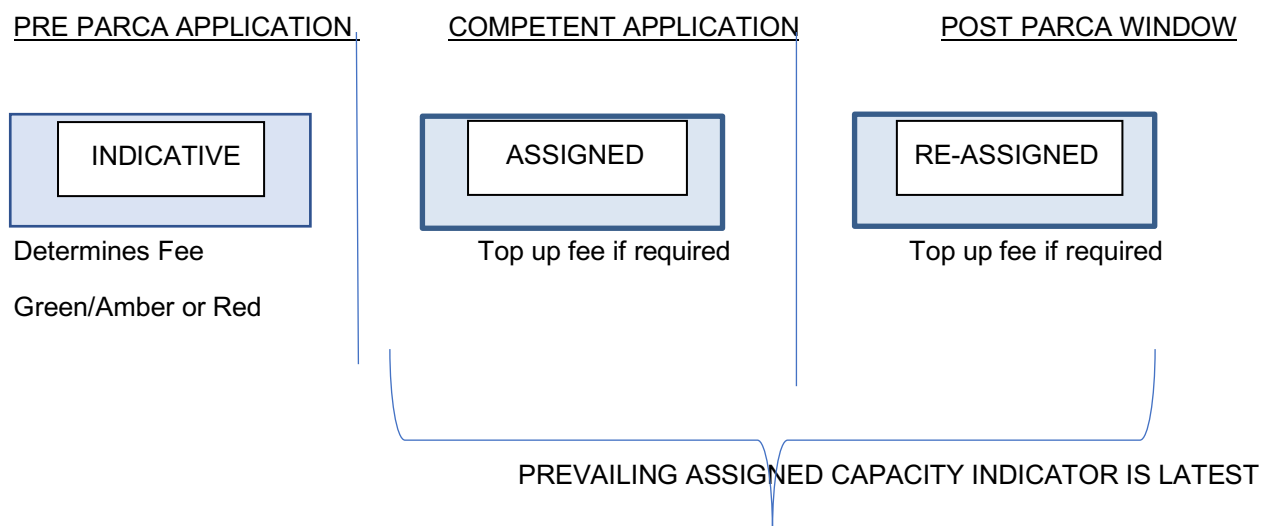 PRE PARCA APPLICATION COMPETENT APPLICATION POST PARCA WINDOW
INDICATIVE ASSIGNED RE-ASSIGNED
Determines Fee Top up fee if required Top up fee if required
Green/Amber or Red
PREVAILING ASSIGNED CAPACITY INDICATOR IS LATEST